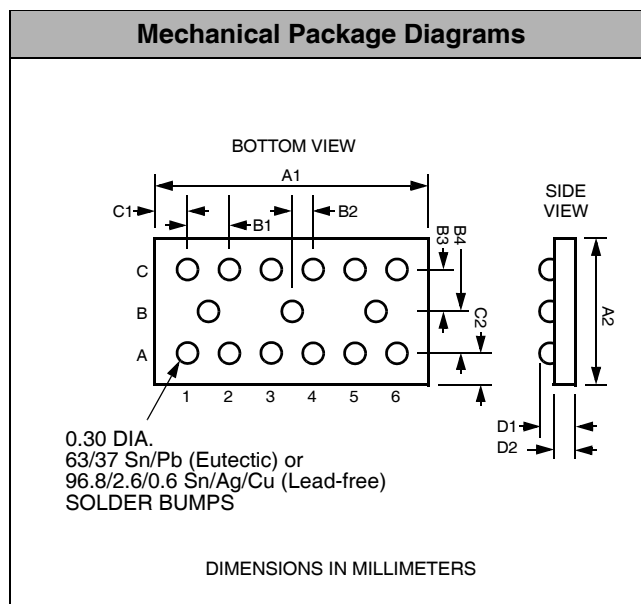 Mechanical Package Diagrams
BOTTOM VIEW
A1
SIDE
VIEW
C1
B1
B2
B3
B4
C
B
A
C2
A2
1 2 3 4 5 6
D1
D2
0.30 DIA.
63/37 Sn/Pb (Eutectic) or
96.8/2.6/0.6 Sn/Ag/Cu (Lead-free)
SOLDER BUMPS
DIMENSIONS IN MILLIMETERS